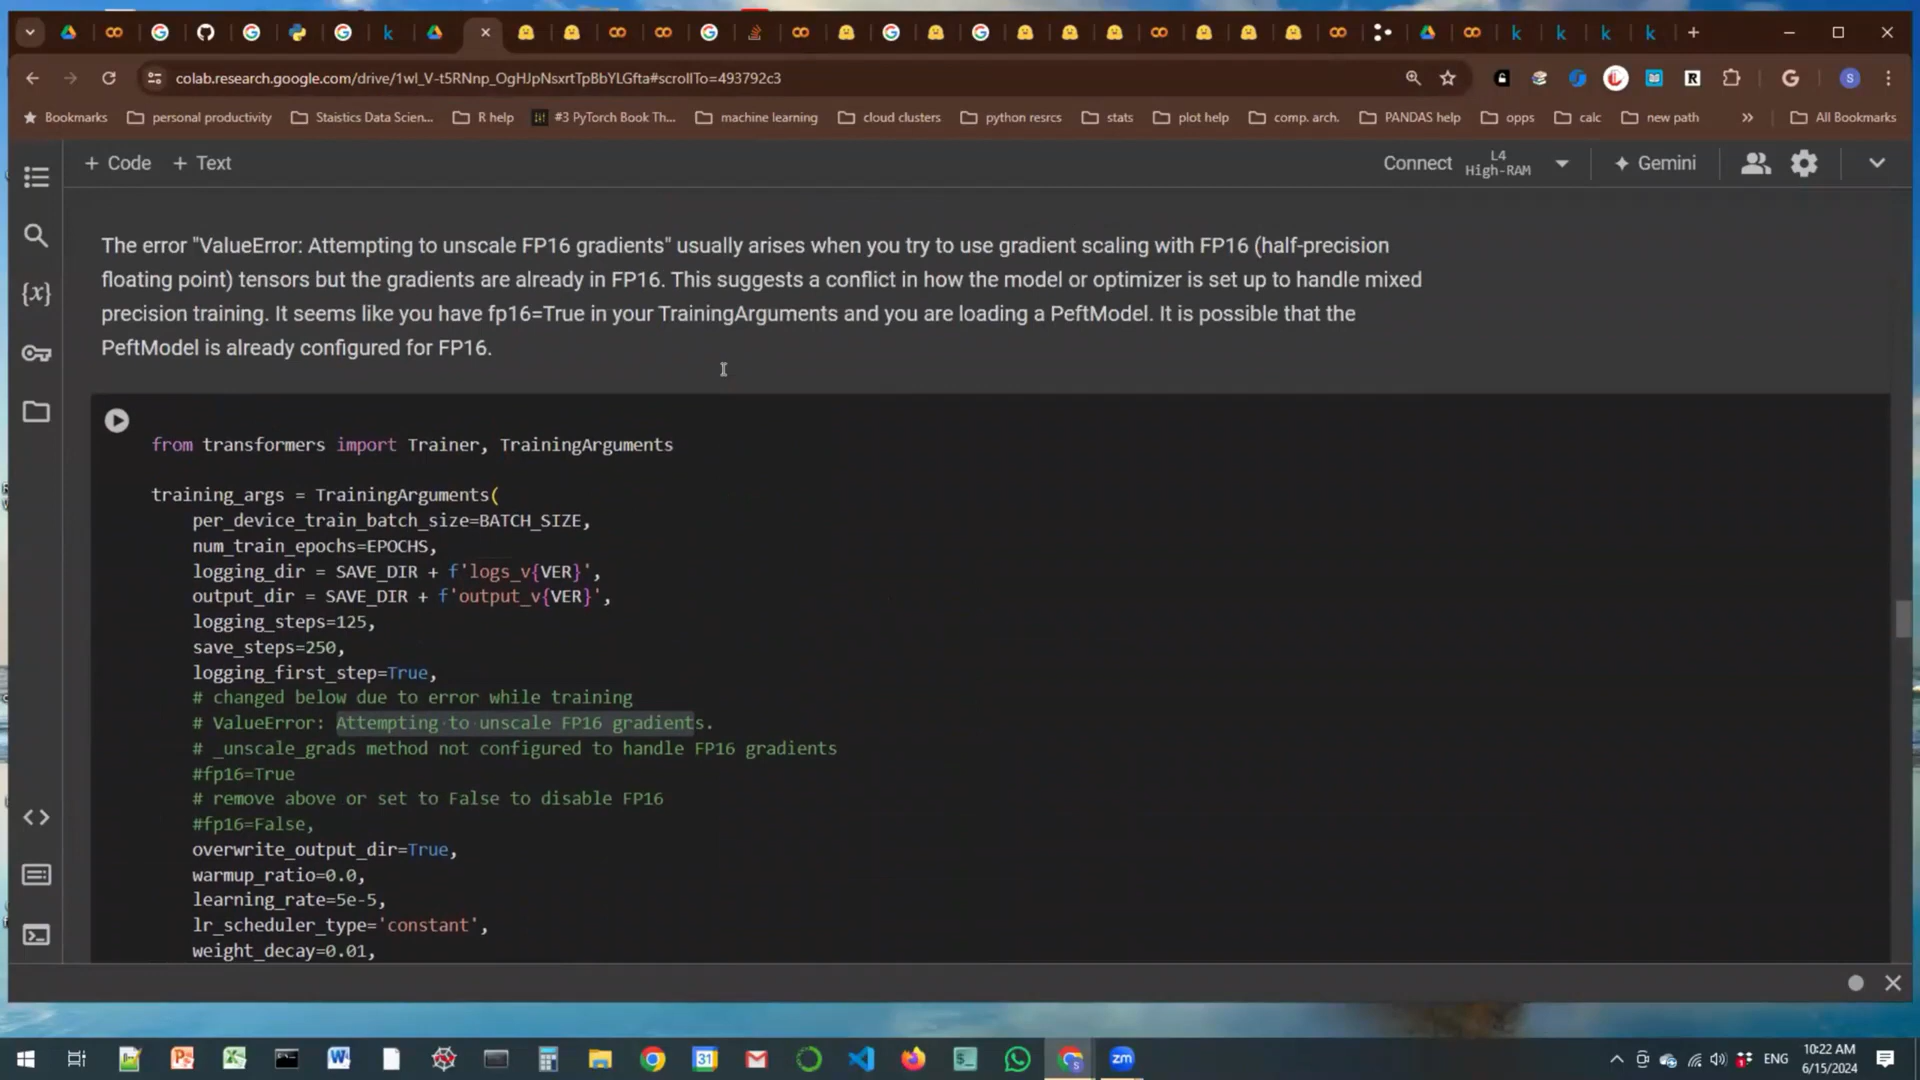 colab.research.google.com/drive/1wl_V-t5RNnp_OgHJpNsxrtTpBbYLGfta#scrollTo=493792c3
Bookmarks personal productivity Staistics Data Scien... R help #3 PyTorch Book Th... machine learning cloud clusters python resrcs stats plot help comp. arch. PANDAS help opps calc new path » All Bookmarks
+ Code + Text Connect L4 High-RAM Gemini
The error "ValueError: Attempting to unscale FP16 gradients" usually arises when you try to use gradient scaling with FP16 (half-precision
floating point) tensors but the gradients are already in FP16. This suggests a conflict in how the model or optimizer is set up to handle mixed
precision training. It seems like you have fp16=True in your TrainingArguments and you are loading a PeftModel. It is possible that the
PeftModel is already configured for FP16.
from transformers import Trainer, TrainingArguments
training_args = TrainingArguments(
per_device_train_batch_size=BATCH_SIZE,
num_train_epochs=EPOCHS,
logging_dir = SAVE_DIR + f'logs_v{VER}',
output_dir = SAVE_DIR + f'output_v{VER}',
logging_steps=125,
save_steps=250,
logging_first_step=True,
# changed below due to error while training
# ValueError: Attempting to unscale FP16 gradients.
# _unscale_grads method not configured to handle FP16 gradients
#fp16=True
# remove above or set to False to disable FP16
#fp16=False,
overwrite_output_dir=True,
warmup_ratio=0.0,
learning_rate=5e-5,
lr_scheduler_type='constant',
weight_decay=0.01,
ENG
10:22 AM
6/15/2024